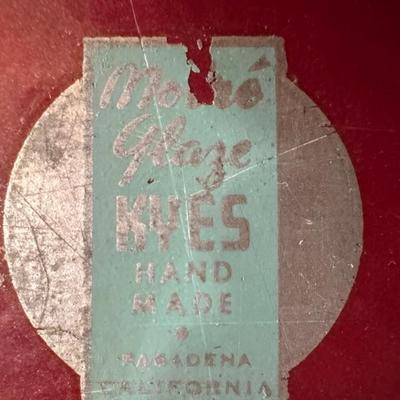 Moiré
Glaze
KYES
HAND
MADE
PASADENA
CALIFORNIA